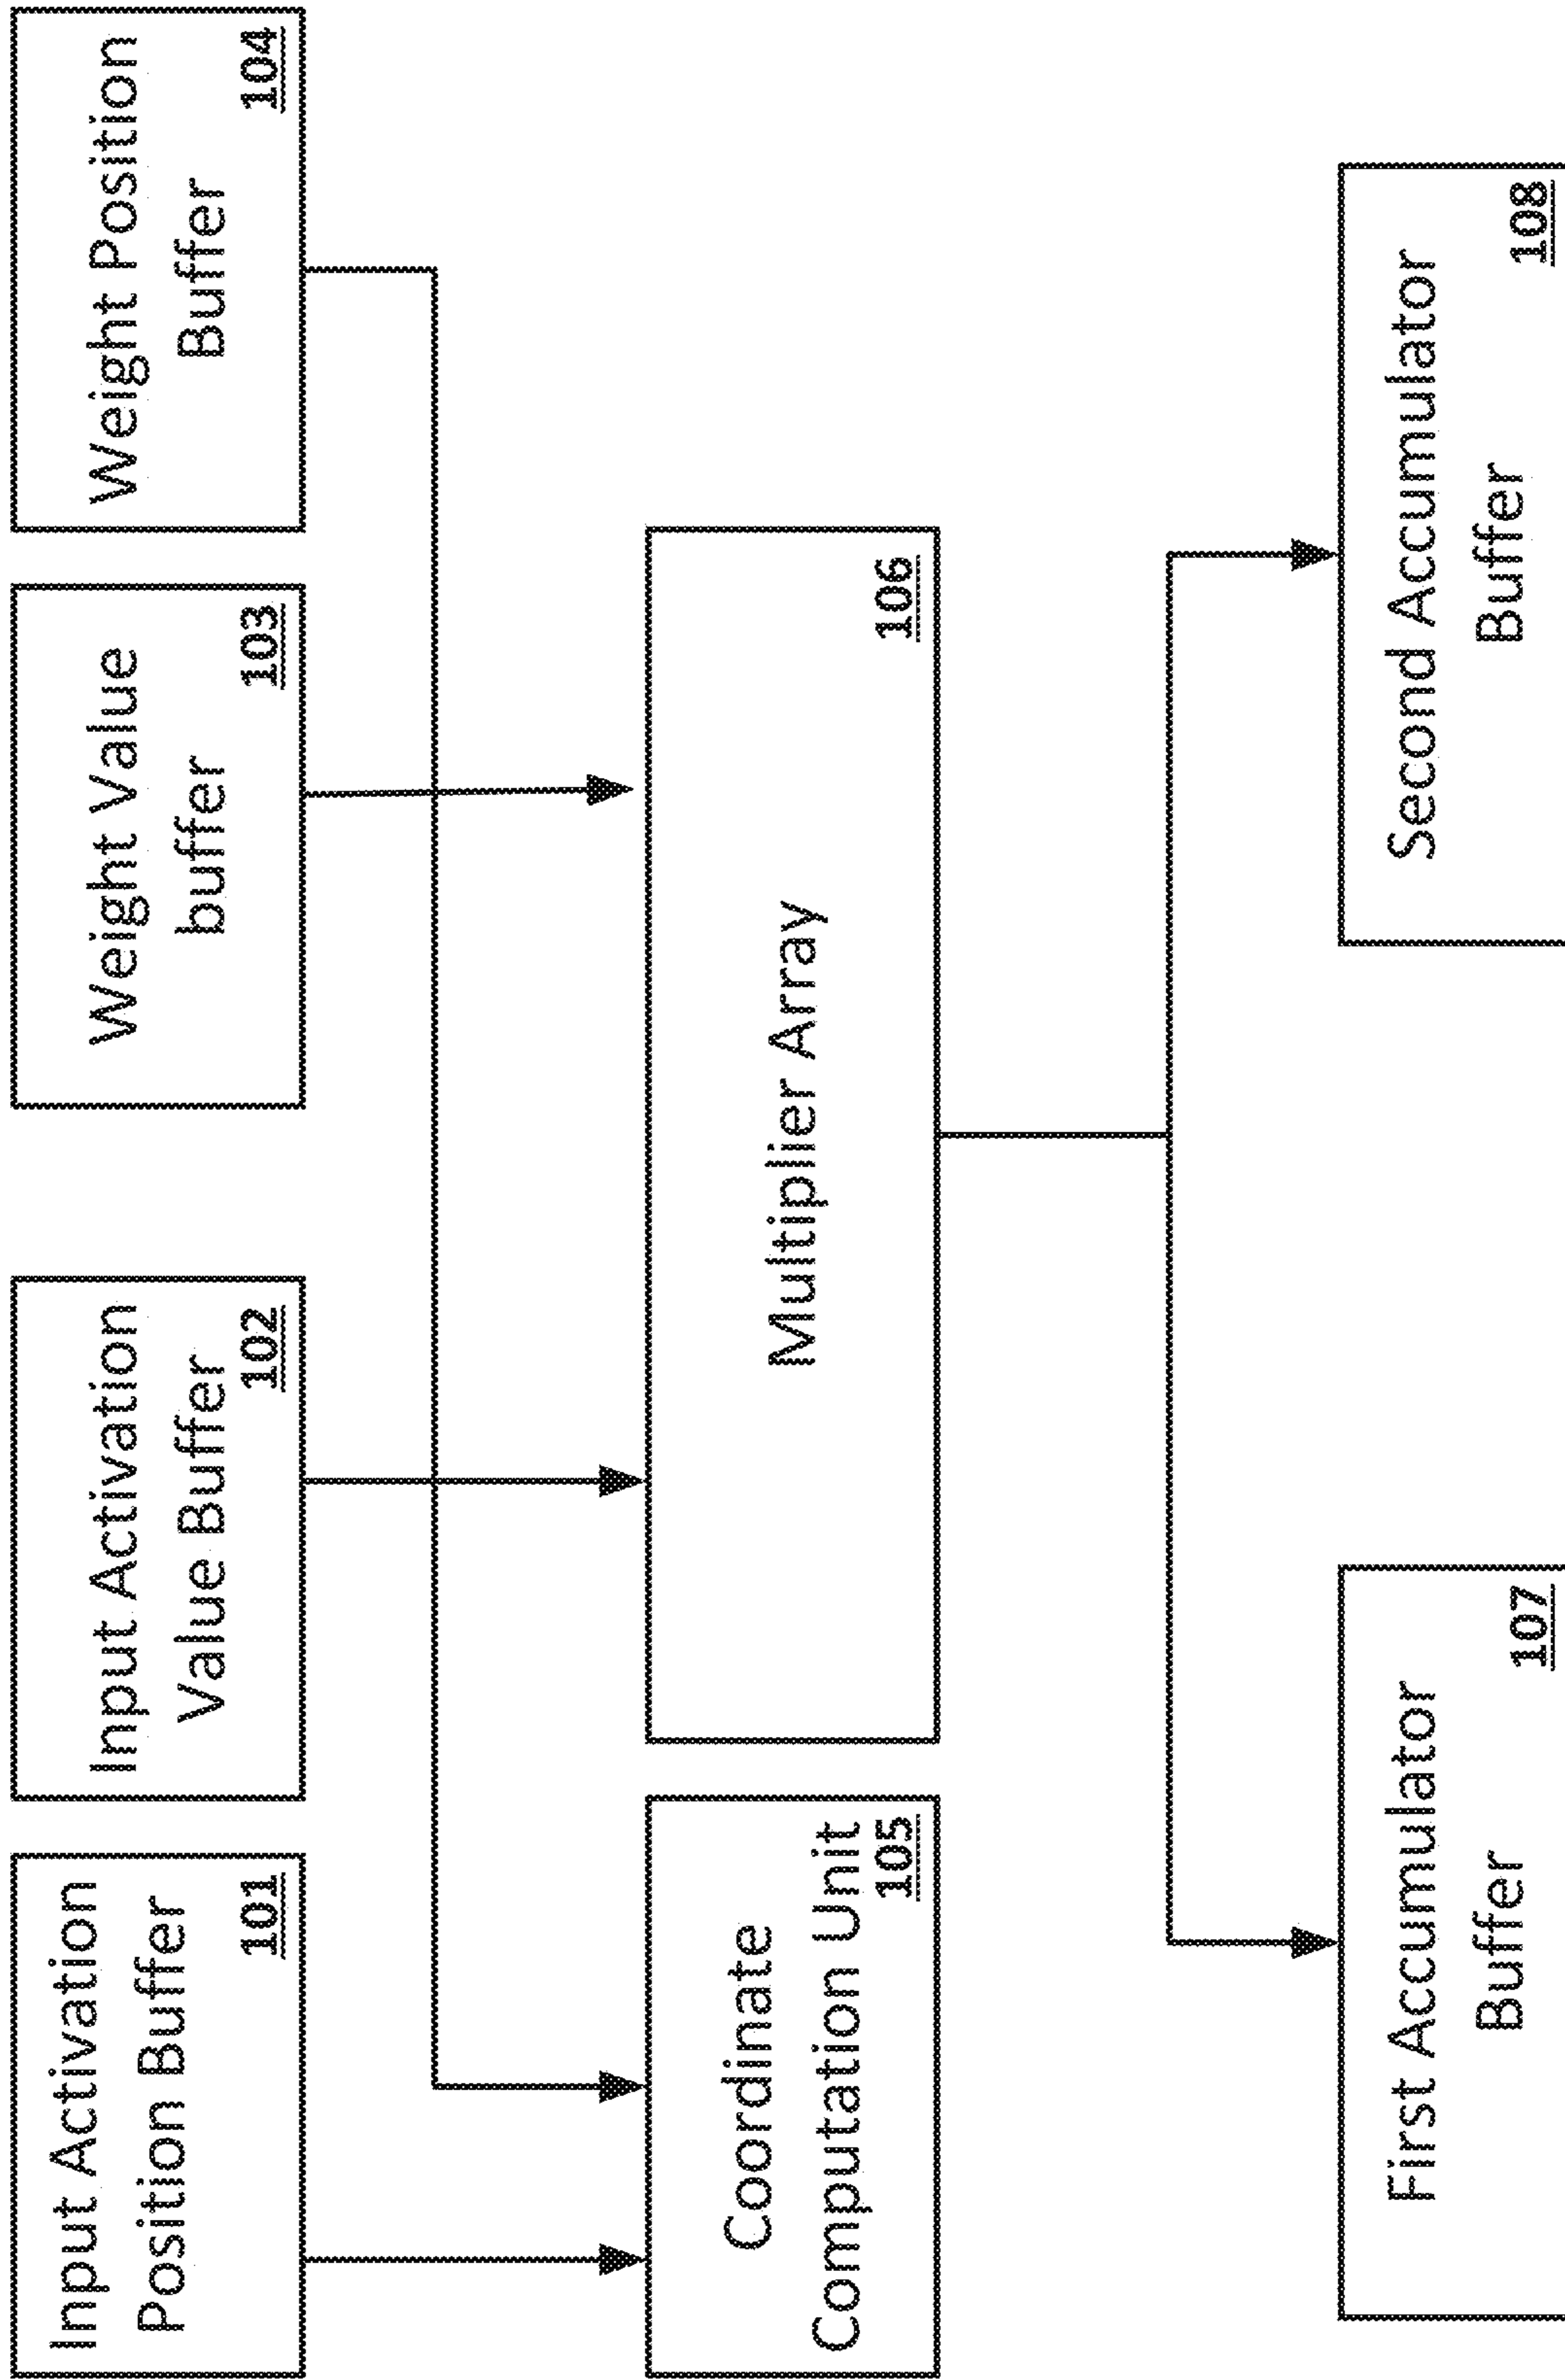 Input Activation
Position Buffer
101
Input Activation
Value Buffer
102
Weight Value
buffer
103
Weight Position
Buffer
104
Coordinate
Computation Unit
105
Multiplier Array
106
First Accumulator
Buffer
107
Second Accumulator
Buffer
108